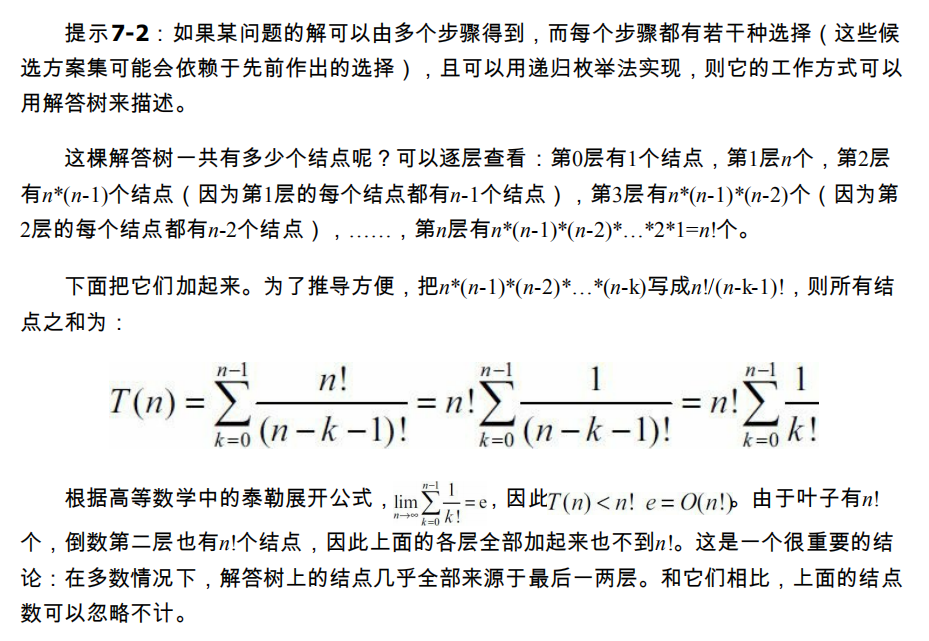 提示7-2：如果某问题的解可以由多个步骤得到，而每个步骤都有若干种选择（这些候
选方案集可能会依赖于先前作出的选择），且可以用递归枚举法实现，则它的工作方式可以
用解答树来描述。
这棵解答树一共有多少个结点呢？可以逐层查看：第0层有1个结点，第1层n个，第2层
有n*(n-1)个结点（因为第1层的每个结点都有n-1个结点），第3层有n*(n-1)*(n-2)个（因为第
2层的每个结点都有n-2个结点），……，第n层有n*(n-1)*(n-2)*…*2*1=n!个。
下面把它们加起来。为了推导方便，把n*(n-1)*(n-2)*…*(n-k)写成n!/(n-k-1)!，则所有结
点之和为：
T(n) = ∑_{k=0}^{n-1} n!/(n-k-1)! = n! ∑_{k=0}^{n-1} 1/(n-k-1)! = n! ∑_{k=0}^{n-1} 1/k!
根据高等数学中的泰勒展开公式，lim_{n→∞} ∑_{k=0}^{n-1} 1/k! = e，因此T(n) < n! e = O(n!)。由于叶子有n!
个，倒数第二层也有n!个结点，因此上面的各层全部加起来也不到n!。这是一个很重要的结
论：在多数情况下，解答树上的结点几乎全部来源于最后一两层。和它们相比，上面的结点
数可以忽略不计。